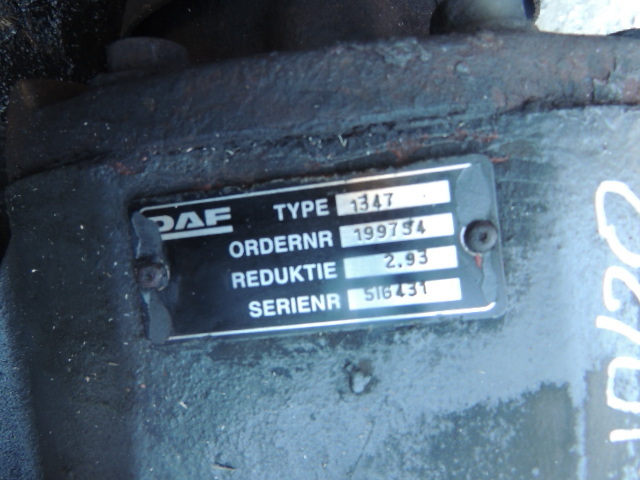 DAF TYPE 1347
ORDERNR 199754
REDUKTIE 2.93
SERIENR 516431